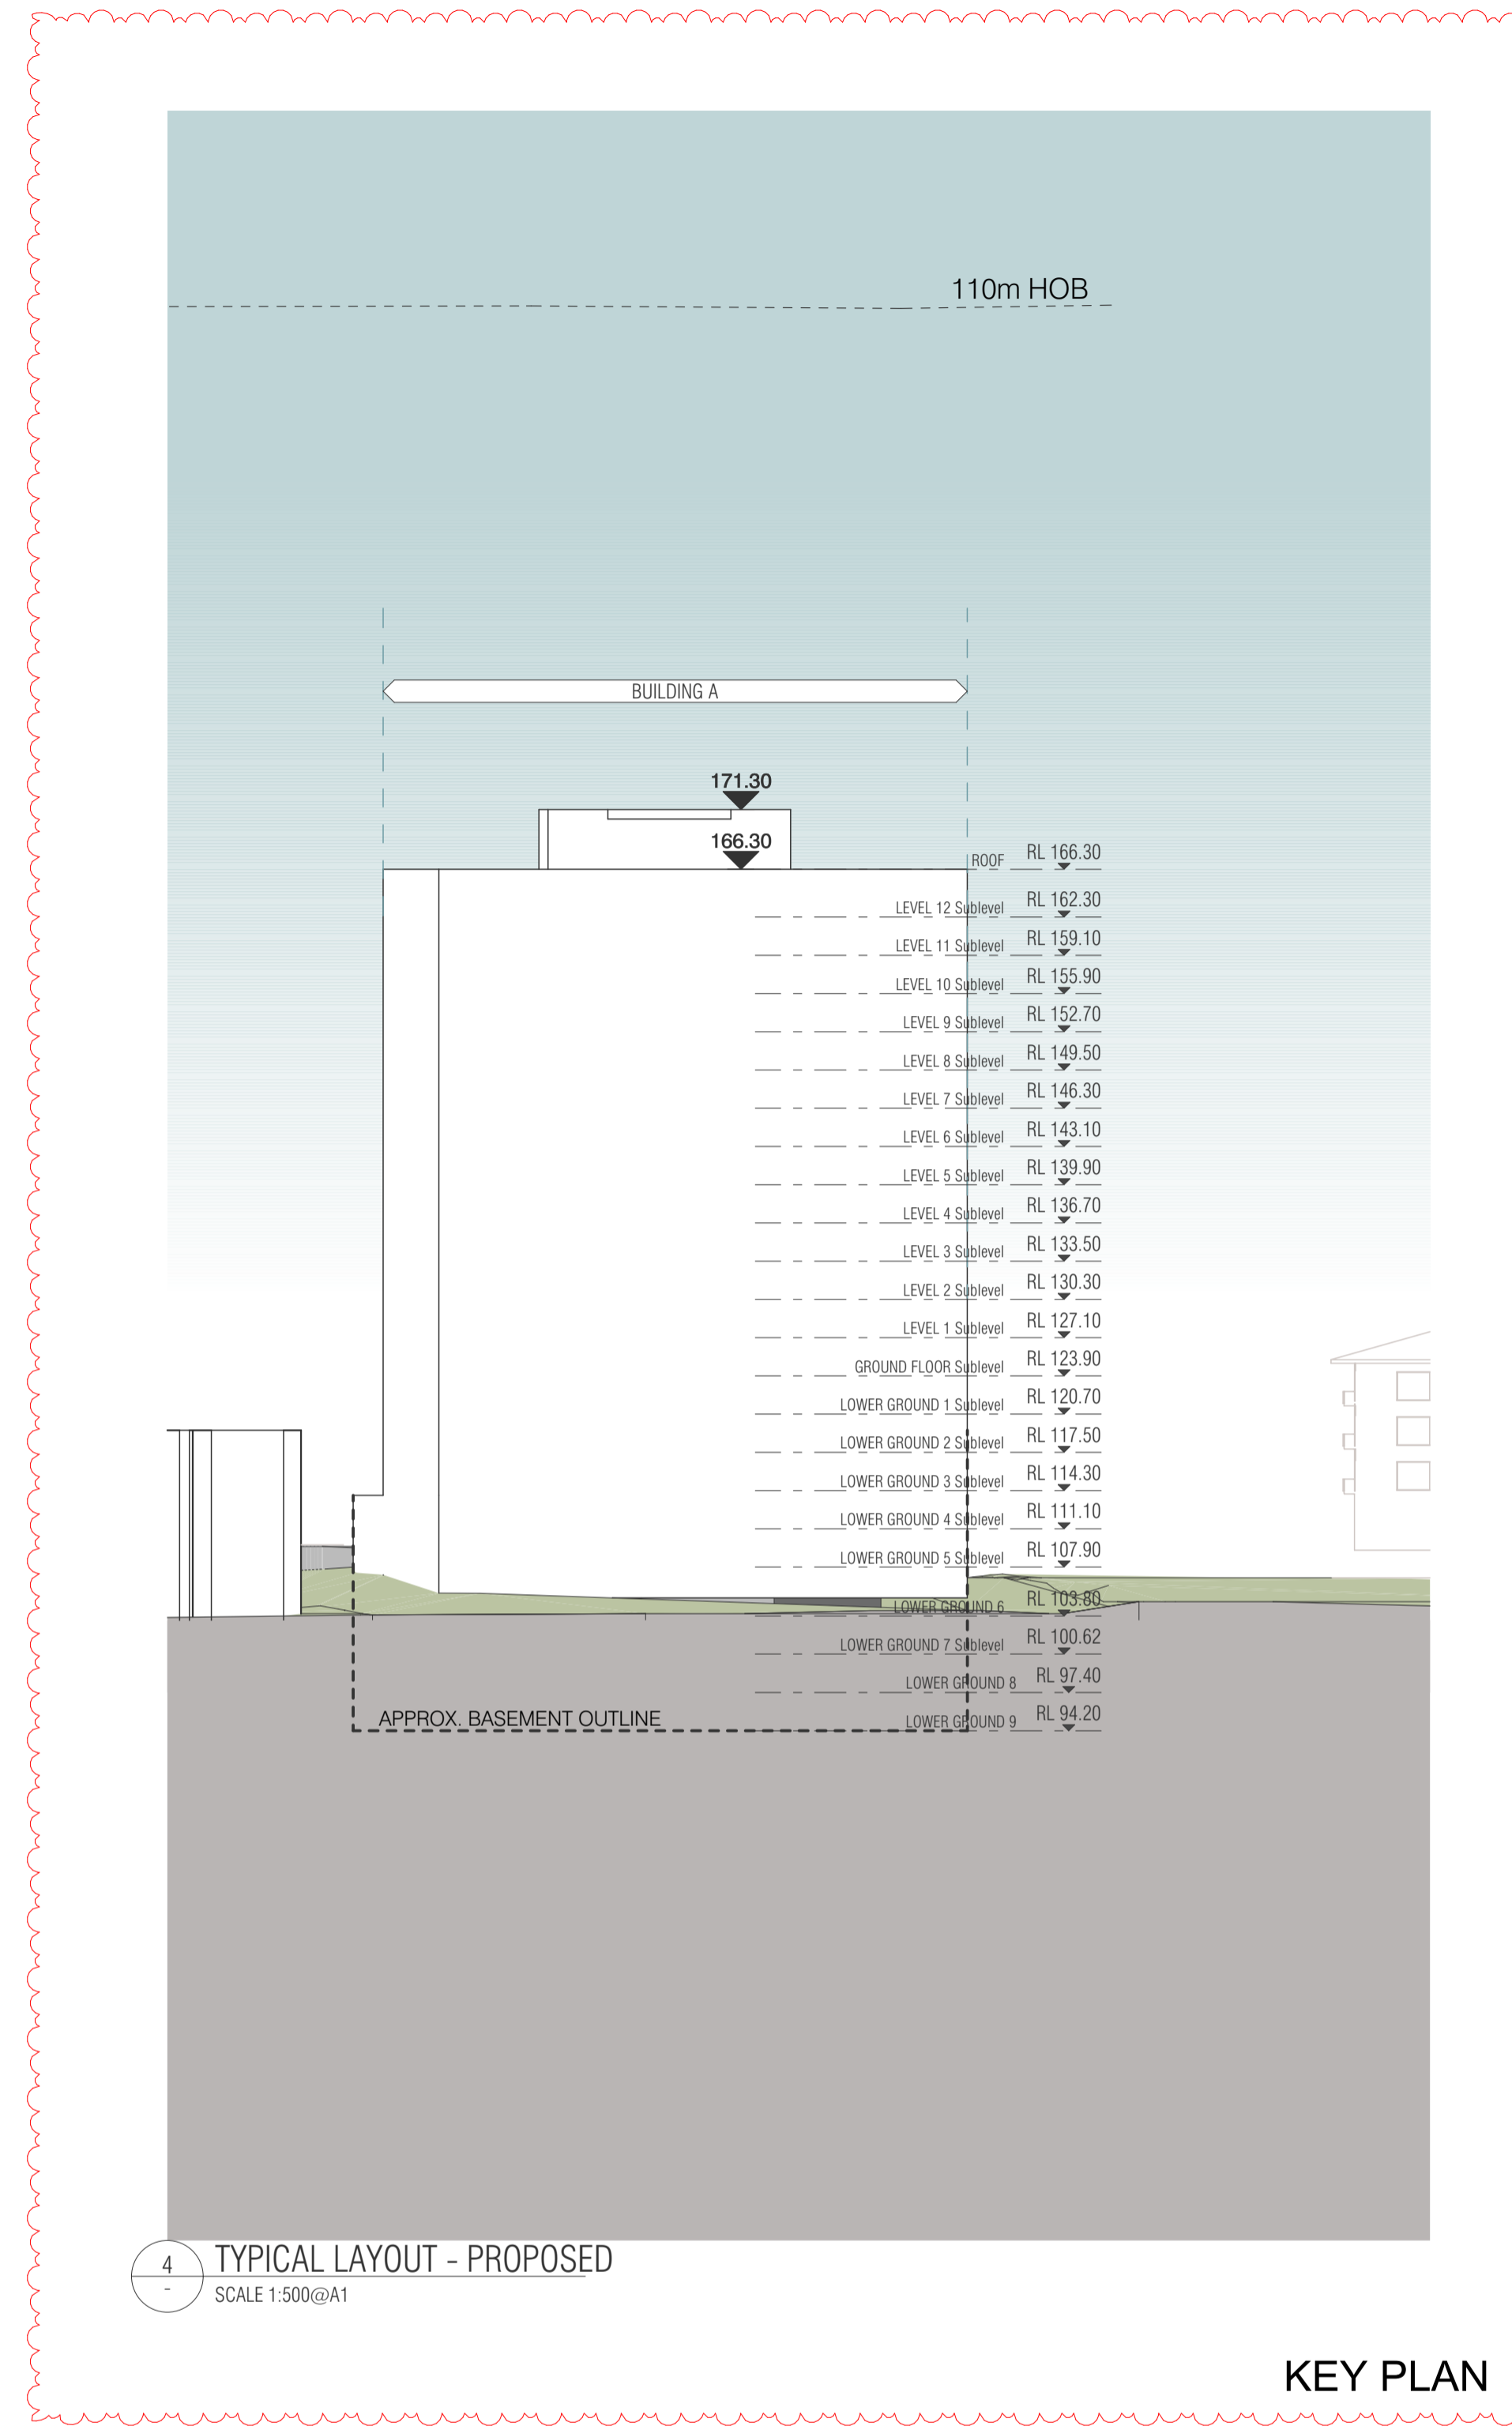 110m HOB
BUILDING A
171.30
166.30
ROOF RL 166.30
LEVEL 12 Sublevel RL 162.30
LEVEL 11 Sublevel RL 159.10
LEVEL 10 Sublevel RL 155.90
LEVEL 9 Sublevel RL 152.70
LEVEL 8 Sublevel RL 149.50
LEVEL 7 Sublevel RL 146.30
LEVEL 6 Sublevel RL 143.10
LEVEL 5 Sublevel RL 139.90
LEVEL 4 Sublevel RL 136.70
LEVEL 3 Sublevel RL 133.50
LEVEL 2 Sublevel RL 130.30
LEVEL 1 Sublevel RL 127.10
GROUND FLOOR Sublevel RL 123.90
LOWER GROUND 1 Sublevel RL 120.70
LOWER GROUND 2 Sublevel RL 117.50
LOWER GROUND 3 Sublevel RL 114.30
LOWER GROUND 4 Sublevel RL 111.10
LOWER GROUND 5 Sublevel RL 107.90
LOWER GROUND 6 RL 103.80
LOWER GROUND 7 Sublevel RL 100.62
LOWER GROUND 8 RL 97.40
LOWER GROUND 9 RL 94.20
APPROX. BASEMENT OUTLINE
4
-
TYPICAL LAYOUT - PROPOSED
SCALE 1:500@A1
KEY PLAN